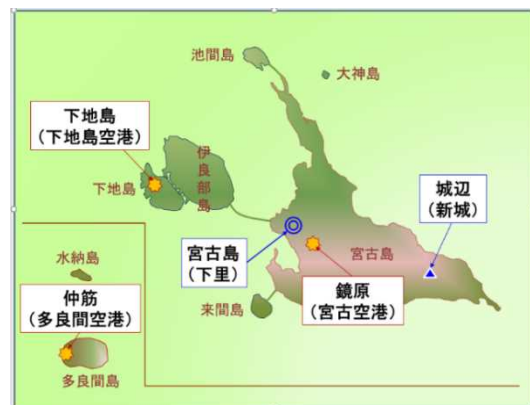 池間島
大神島
下地島
(下地島空港)
伊良部島
下地島
城辺
(新城)
宮古島
(下里)
宮古島
水納島
仲筋
(多良間空港)
来間島
鏡原
(宮古空港)
多良間島